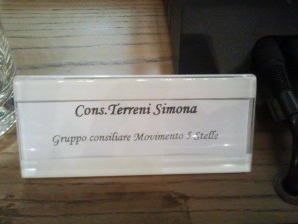 Cons.Terreni Simona
Gruppo consiliare Movimento 5 Stelle